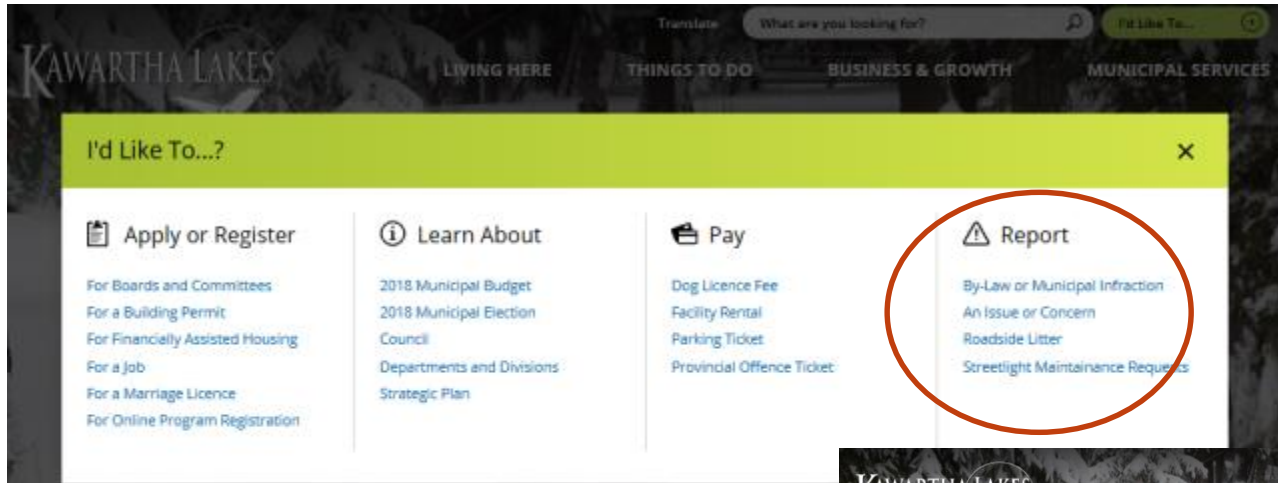 Translate
What are you looking for?
I'd Like To...
KAWARTHA LAKES
LIVING HERE
THINGS TO DO
BUSINESS & GROWTH
MUNICIPAL SERVICES
I'd Like To...?
Apply or Register
For Boards and Committees
For a Building Permit
For Financially Assisted Housing
For a Job
For a Marriage Licence
For Online Program Registration
Learn About
2018 Municipal Budget
2018 Municipal Election
Council
Departments and Divisions
Strategic Plan
Pay
Dog Licence Fee
Facility Rental
Parking Ticket
Provincial Offence Ticket
Report
By-Law or Municipal Infraction
An Issue or Concern
Roadside Litter
Streetlight Maintainance Requests
KAWARTHA LAKES